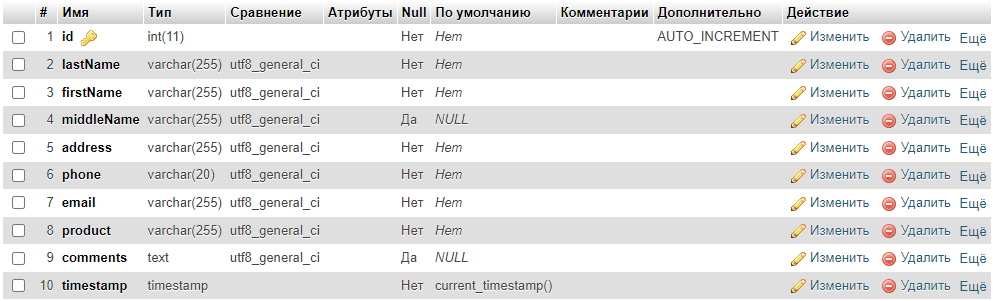 # Имя Тип Сравнение Атрибуты Null По умолчанию Комментарии Дополнительно Действие
1 id int(11) Нет Нет AUTO_INCREMENT Изменить Удалить Ещё
2 lastName varchar(255) utf8_general_ci Нет Нет Изменить Удалить Ещё
3 firstName varchar(255) utf8_general_ci Нет Нет Изменить Удалить Ещё
4 middleName varchar(255) utf8_general_ci Да NULL Изменить Удалить Ещё
5 address varchar(255) utf8_general_ci Нет Нет Изменить Удалить Ещё
6 phone varchar(20) utf8_general_ci Нет Нет Изменить Удалить Ещё
7 email varchar(255) utf8_general_ci Нет Нет Изменить Удалить Ещё
8 product varchar(255) utf8_general_ci Нет Нет Изменить Удалить Ещё
9 comments text utf8_general_ci Да NULL Изменить Удалить Ещё
10 timestamp timestamp Нет current_timestamp() Изменить Удалить Ещё